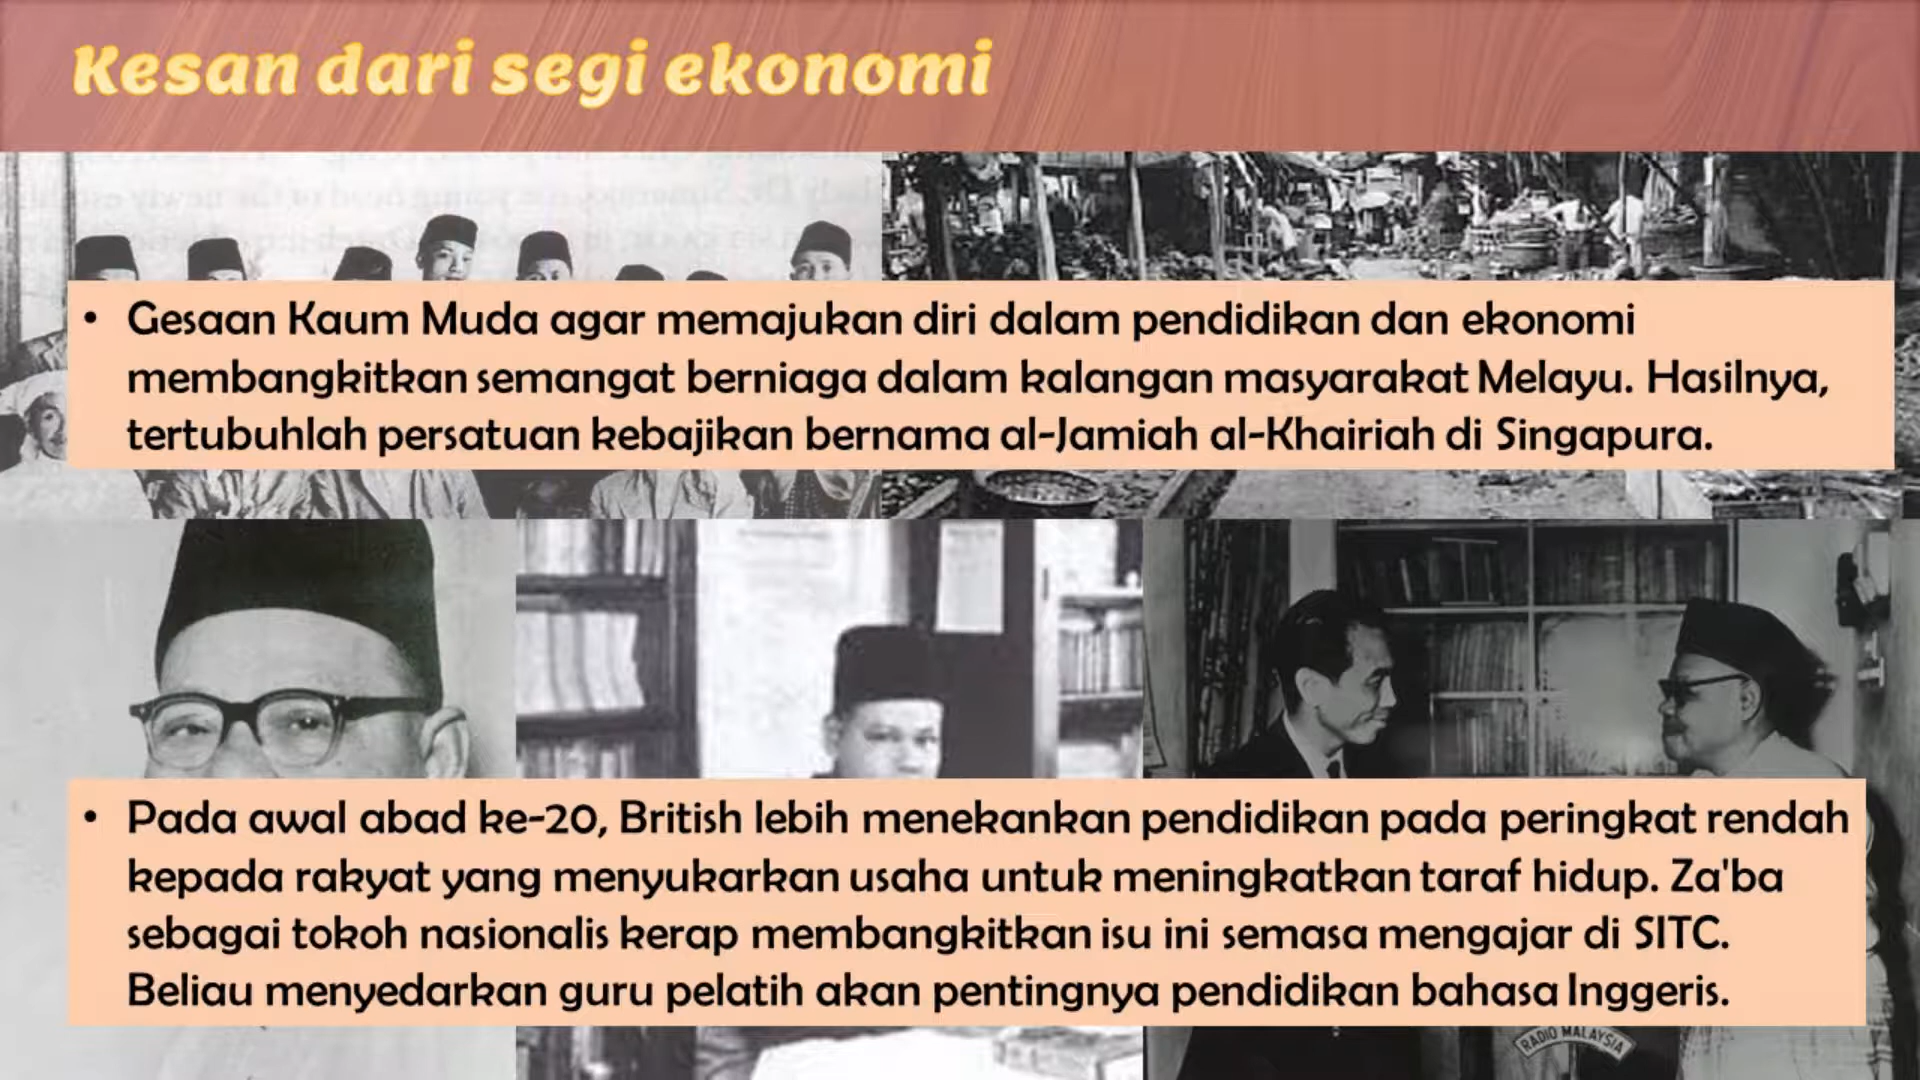 Kesan dari segi ekonomi
• Gesaan Kaum Muda agar memajukan diri dalam pendidikan dan ekonomi
membangkitkan semangat berniaga dalam kalangan masyarakat Melayu. Hasilnya,
tertubuhlah persatuan kebajikan bernama al-Jamiah al-Khairiah di Singapura.
• Pada awal abad ke-20, British lebih menekankan pendidikan pada peringkat rendah
kepada rakyat yang menyukarkan usaha untuk meningkatkan taraf hidup. Za'ba
sebagai tokoh nasionalis kerap membangkitkan isu ini semasa mengajar di SITC.
Beliau menyedarkan guru pelatih akan pentingnya pendidikan bahasa Inggeris.
RADIO MALAYSIA